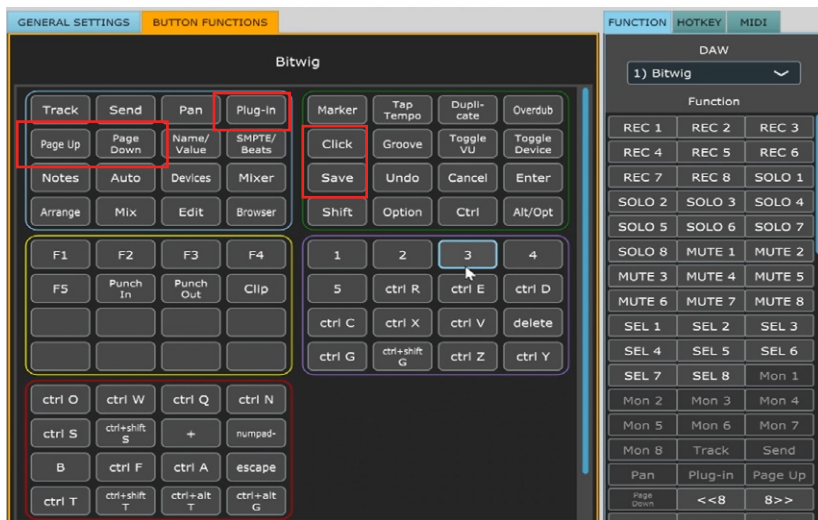 GENERAL SETTINGS BUTTON FUNCTIONS
Bitwig
Track Send Pan Plug-in
Page Up Page Down Name/ Value SMPTE/ Beats
Notes Auto Devices Mixer
Arrange Mix Edit Browser
Marker Tap Tempo Dupli- cate Overdub
Click Groove Toggle VU Toggle Device
Save Undo Cancel Enter
Shift Option Ctrl Alt/Opt
F1 F2 F3 F4
F5 Punch In Punch Out Clip
1 2 3 4
5 ctrl R ctrl E ctrl D
ctrl C ctrl X ctrl V delete
ctrl G ctrl+shift G ctrl Z ctrl Y
ctrl O ctrl W ctrl Q ctrl N
ctrl S ctrl+shift S + numpad-
B ctrl F ctrl A escape
ctrl T ctrl+shift T ctrl+alt T ctrl+alt G
FUNCTION HOTKEY MIDI
DAW
1) Bitwig
Function
REC 1 REC 2 REC 3
REC 4 REC 5 REC 6
REC 7 REC 8 SOLO 1
SOLO 2 SOLO 3 SOLO 4
SOLO 5 SOLO 6 SOLO 7
SOLO 8 MUTE 1 MUTE 2
MUTE 3 MUTE 4 MUTE 5
MUTE 6 MUTE 7 MUTE 8
SEL 1 SEL 2 SEL 3
SEL 4 SEL 5 SEL 6
SEL 7 SEL 8 Mon 1
Mon 2 Mon 3 Mon 4
Mon 5 Mon 6 Mon 7
Mon 8 Track Send
Pan Plug-in Page Up
Page Down <<8 8>>